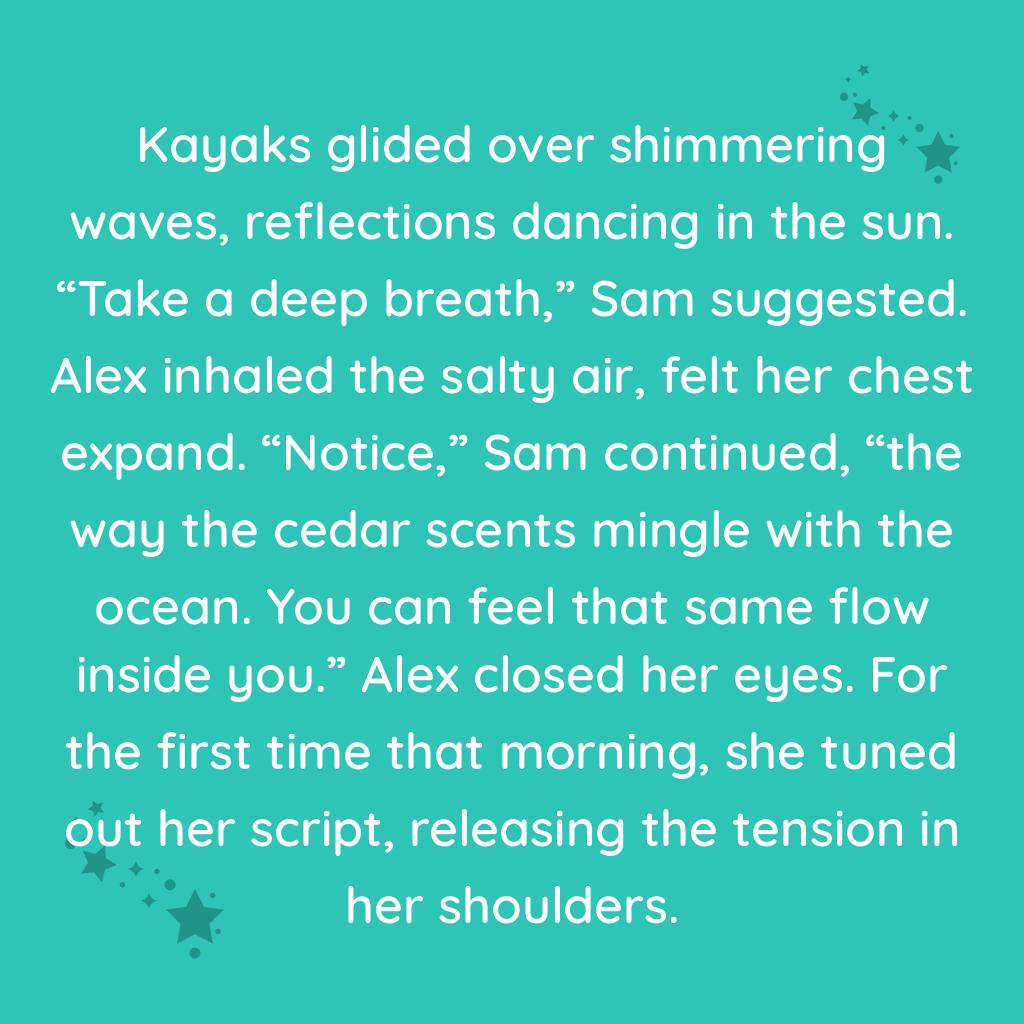 Kayaks glided over shimmering
waves, reflections dancing in the sun.
“Take a deep breath,” Sam suggested.
Alex inhaled the salty air, felt her chest
expand. “Notice,” Sam continued, “the
way the cedar scents mingle with the
ocean. You can feel that same flow
inside you.” Alex closed her eyes. For
the first time that morning, she tuned
out her script, releasing the tension in
her shoulders.